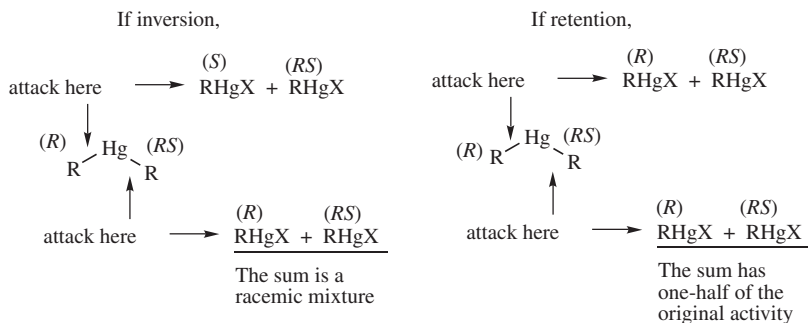 If inversion,
(S) (RS)
attack here RHgX + RHgX
(R) Hg (RS)
R R
(R) (RS)
attack here RHgX + RHgX
The sum is a
racemic mixture
If retention,
(R) (RS)
attack here RHgX + RHgX
(R) R Hg (RS)
R
(R) (RS)
attack here RHgX + RHgX
The sum has
one-half of the
original activity